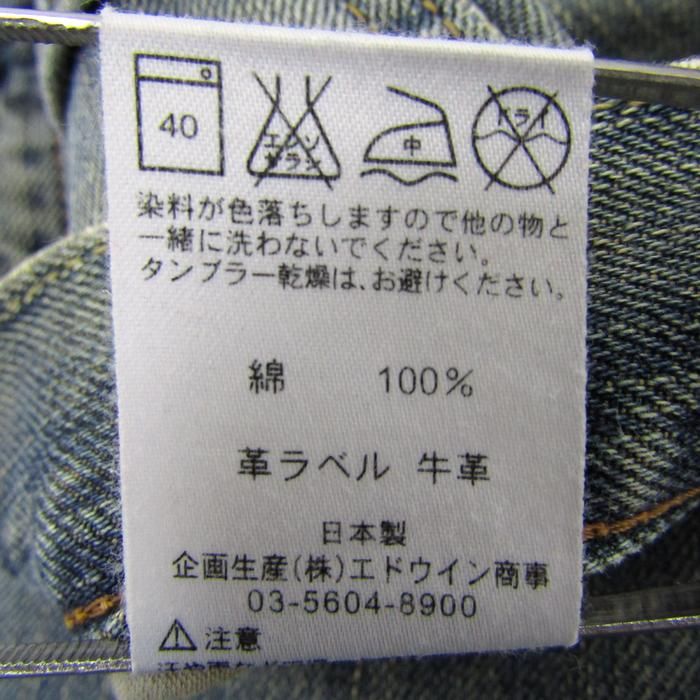 40
エンソ
サラシ
中
ドライ
染料が色落ちしますので他の物と
一緒に洗わないでください。
タンブラー乾燥は、お避けください。
綿 100%
革ラベル 牛革
日本製
企画生産(株)エドウイン商事
03-5604-8900
注意